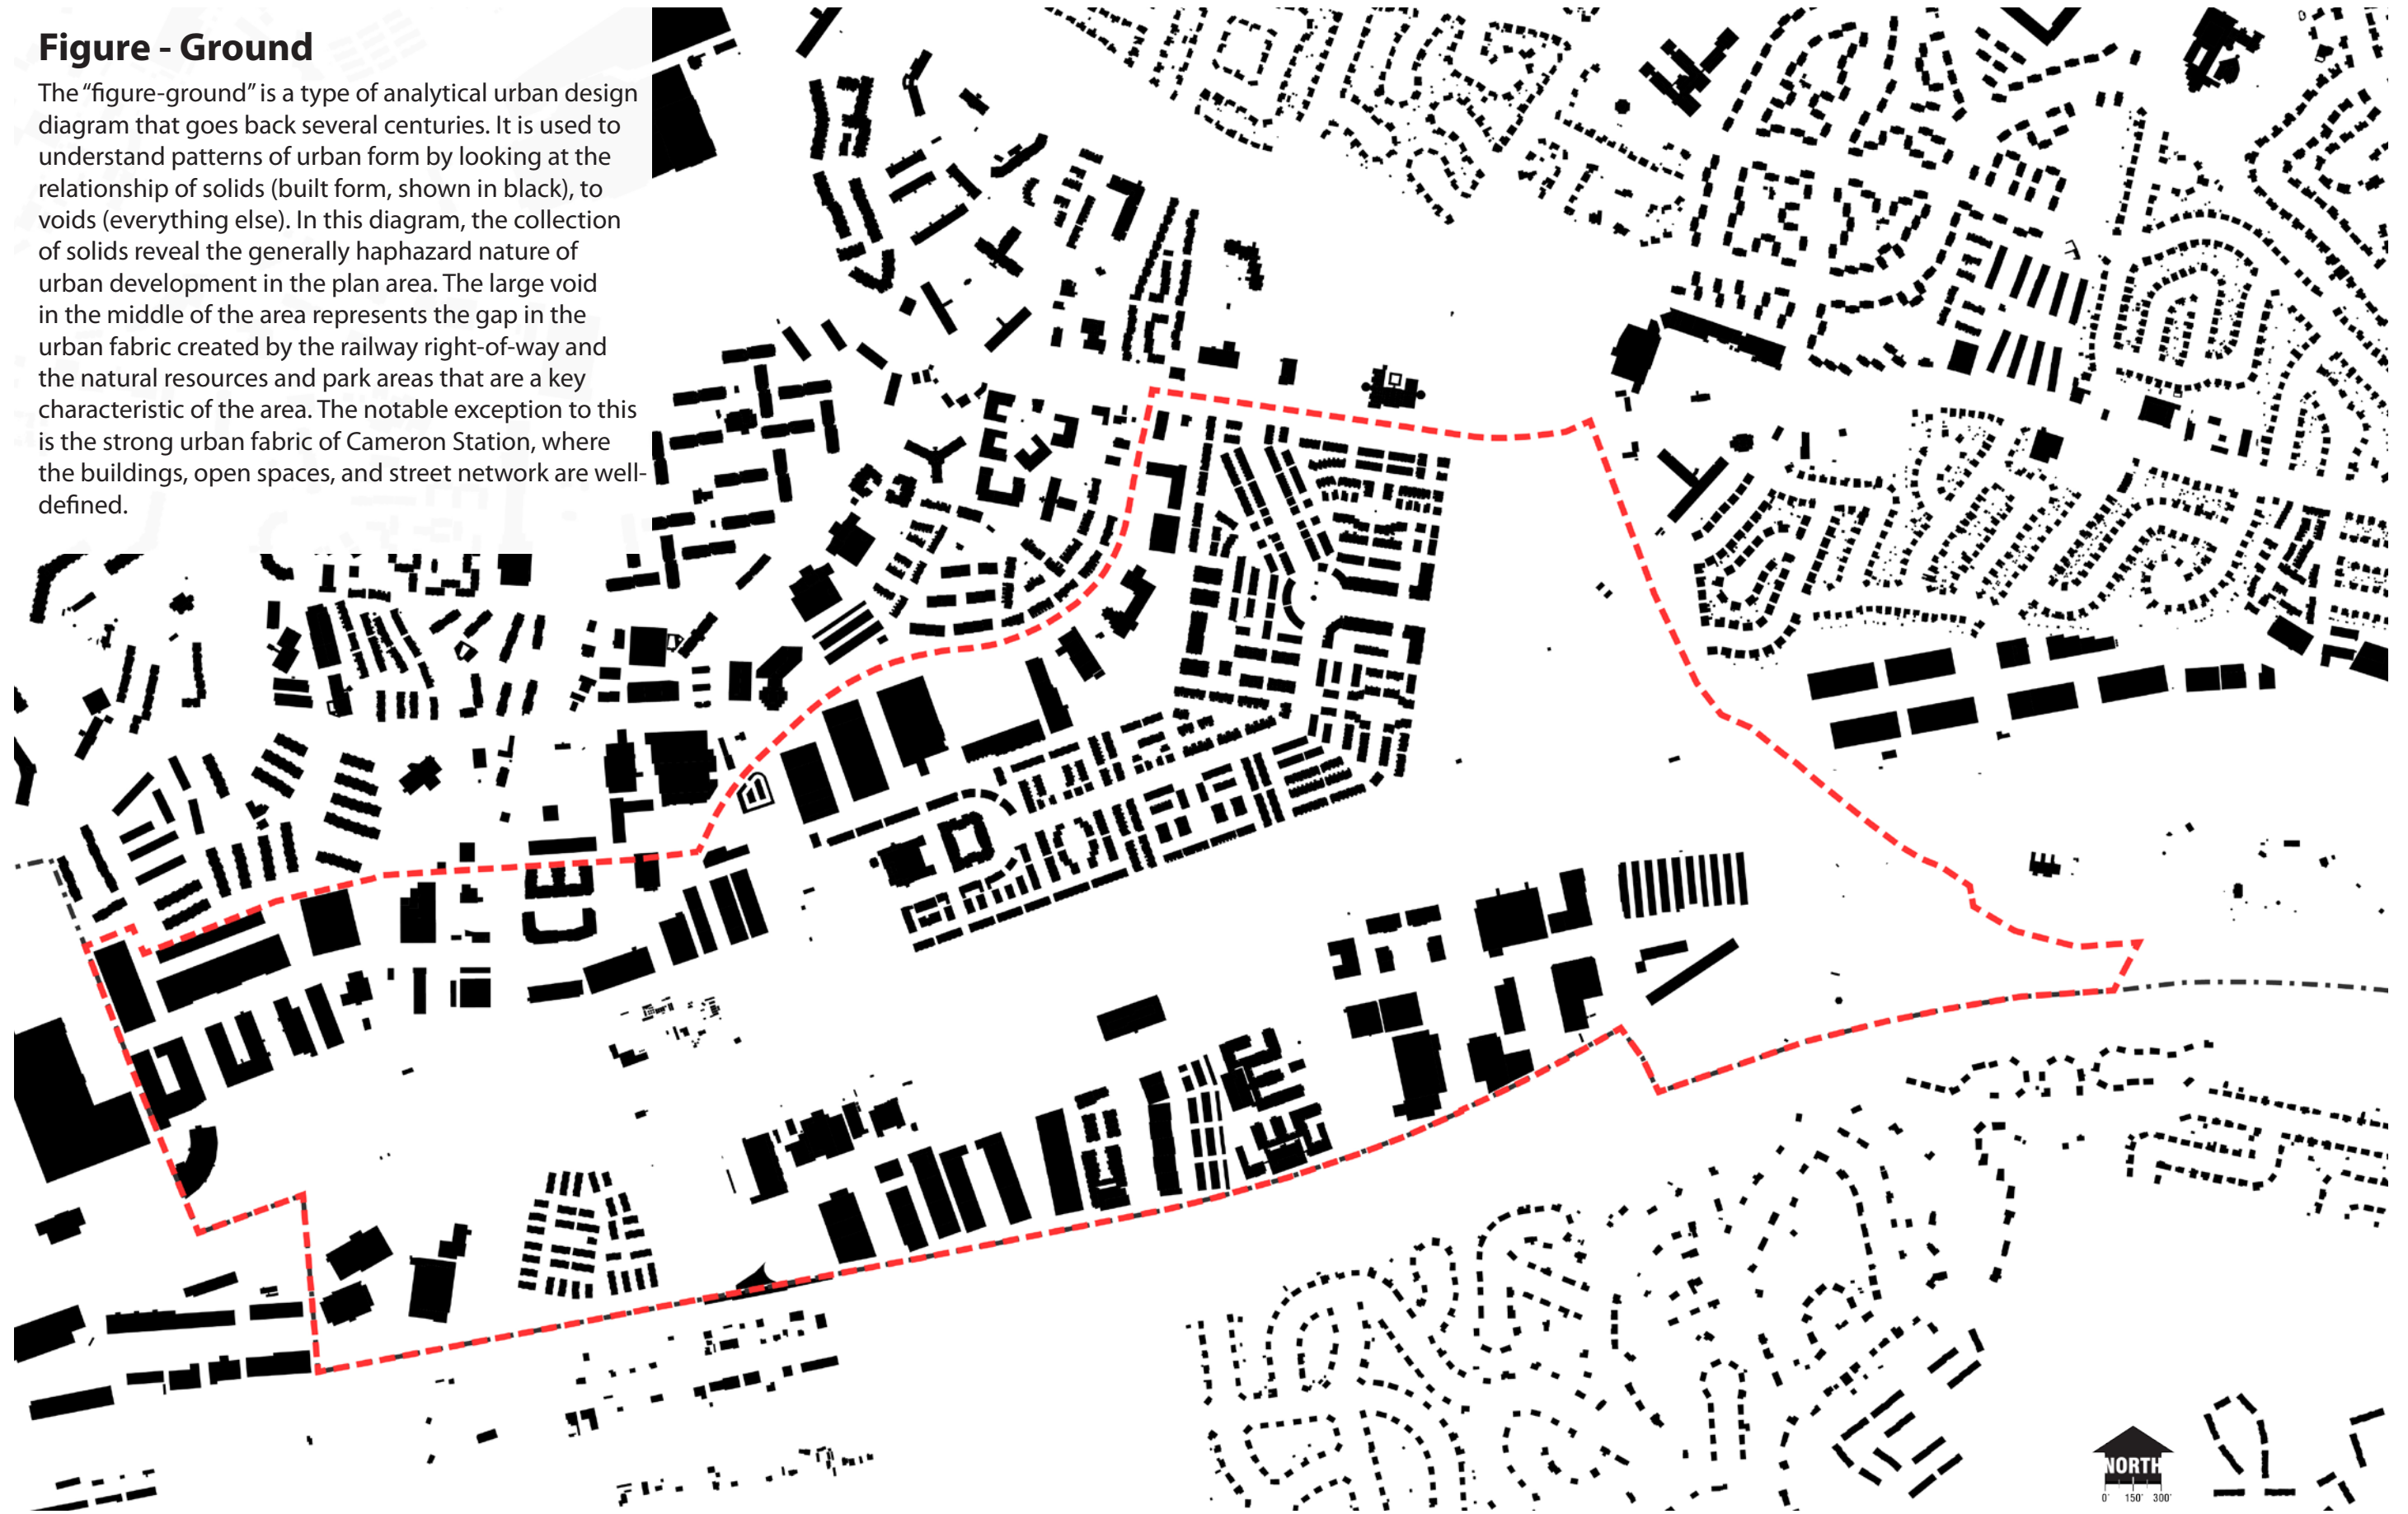 Figure - Ground
The “figure-ground” is a type of analytical urban design
diagram that goes back several centuries. It is used to
understand patterns of urban form by looking at the
relationship of solids (built form, shown in black), to
voids (everything else). In this diagram, the collection
of solids reveal the generally haphazard nature of
urban development in the plan area. The large void
in the middle of the area represents the gap in the
urban fabric created by the railway right-of-way and
the natural resources and park areas that are a key
characteristic of the area. The notable exception to this
is the strong urban fabric of Cameron Station, where
the buildings, open spaces, and street network are well-
defined.
NORTH
0' 150' 300'